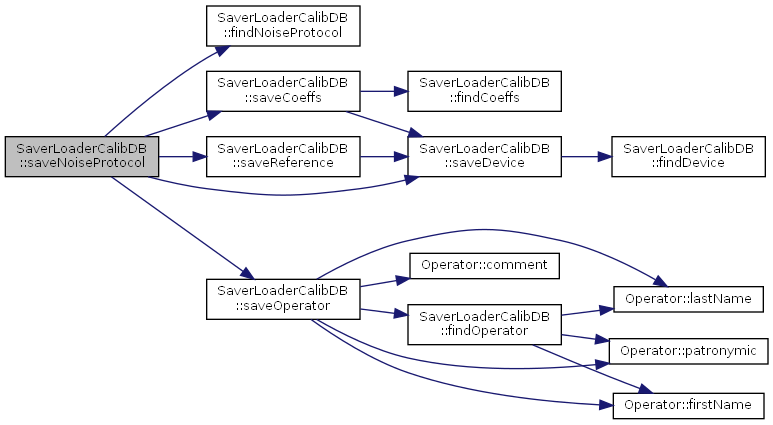 SaverLoaderCalibDB
::findNoiseProtocol
SaverLoaderCalibDB
::saveCoeffs
SaverLoaderCalibDB
::findCoeffs
SaverLoaderCalibDB
::saveNoiseProtocol
SaverLoaderCalibDB
::saveReference
SaverLoaderCalibDB
::saveDevice
SaverLoaderCalibDB
::findDevice
Operator::comment
SaverLoaderCalibDB
::saveOperator
Operator::lastName
SaverLoaderCalibDB
::findOperator
Operator::patronymic
Operator::firstName